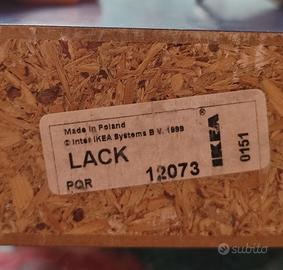 Made in Poland
© Inter IKEA Systems B.V. 1999
LACK
PQR 12073
IKEA
0151
subito